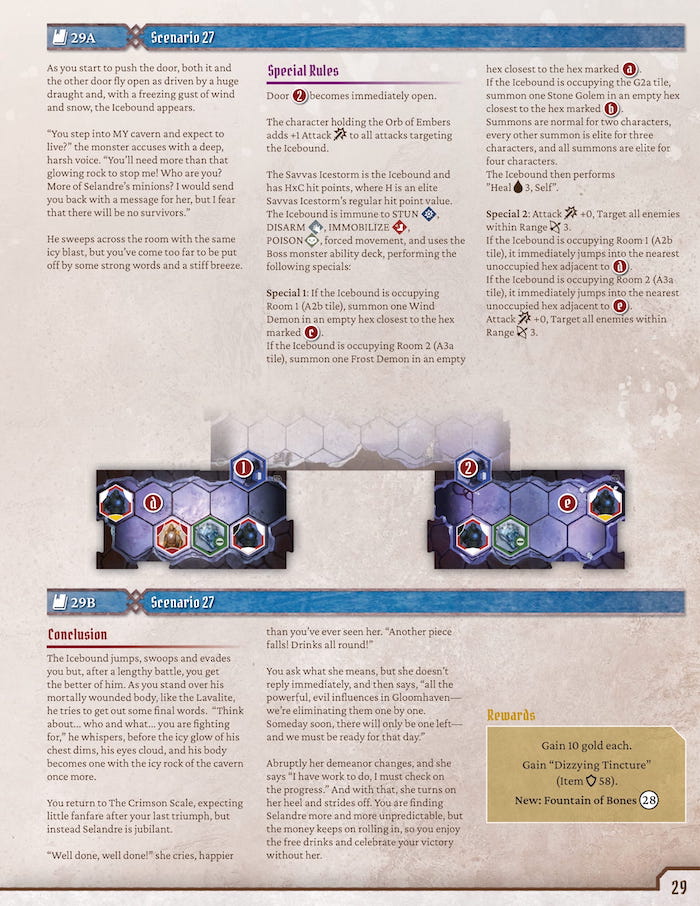 29A Scenario 27
As you start to push the door, both it and
the other door fly open as driven by a huge
draught and, with a freezing gust of wind
and snow, the Icebound appears.
"You step into MY cavern and expect to
live?" the monster accuses with a deep,
harsh voice. "You'll need more than that
glowing rock to stop me! Who are you?
More of Selandre's minions? I would send
you back with a message for her, but I fear
that there will be no survivors."
He sweeps across the room with the same
icy blast, but you've come too far to be put
off by some strong words and a stiff breeze.
Special Rules
Door 2 becomes immediately open.
The character holding the Orb of Embers
adds +1 Attack to all attacks targeting
the Icebound.
The Savvas Icestorm is the Icebound and
has HxC hit points, where H is an elite
Savvas Icestorm's regular hit point value.
The Icebound is immune to STUN ,
DISARM , IMMOBILIZE ,
POISON , forced movement, and uses the
Boss monster ability deck, performing the
following specials:
Special 1: If the Icebound is occupying
Room 1 (A2b tile), summon one Wind
Demon in an empty hex closest to the hex
marked c .
If the Icebound is occupying Room 2 (A3a
tile), summon one Frost Demon in an empty
hex closest to the hex marked a .
If the Icebound is occupying the G2a tile,
summon one Stone Golem in an empty hex
closest to the hex marked b .
Summons are normal for two characters,
every other summon is elite for three
characters, and all summons are elite for
four characters.
The Icebound then performs
"Heal 3, Self".
Special 2: Attack +0, Target all enemies
within Range 3.
If the Icebound is occupying Room 1 (A2b
tile), it immediately jumps into the nearest
unoccupied hex adjacent to d .
If the Icebound is occupying Room 2 (A3a
tile), it immediately jumps into the nearest
unoccupied hex adjacent to e .
Attack +0, Target all enemies within
Range 3.
1
2
d
e
29B Scenario 27
Conclusion
The Icebound jumps, swoops and evades
you but, after a lengthy battle, you get
the better of him. As you stand over his
mortally wounded body, like the Lavalite,
he tries to get out some final words. "Think
about... who and what... you are fighting
for," he whispers, before the icy glow of his
chest dims, his eyes cloud, and his body
becomes one with the icy rock of the cavern
once more.
You return to The Crimson Scale, expecting
little fanfare after your last triumph, but
instead Selandre is jubilant.
"Well done, well done!" she cries, happier
than you've ever seen her. "Another piece
falls! Drinks all round!"
You ask what she means, but she doesn't
reply immediately, and then says, "all the
powerful, evil influences in Gloomhaven—
we're eliminating them one by one.
Someday soon, there will only be one left—
and we must be ready for that day."
Abruptly her demeanor changes, and she
says "I have work to do, I must check on
the progress." And with that, she turns on
her heel and strides off. You are finding
Selandre more and more unpredictable, but
the money keeps on rolling in, so you enjoy
the free drinks and celebrate your victory
without her.
Rewards
Gain 10 gold each.
Gain "Dizzying Tincture"
(Item 58).
New: Fountain of Bones 28
29